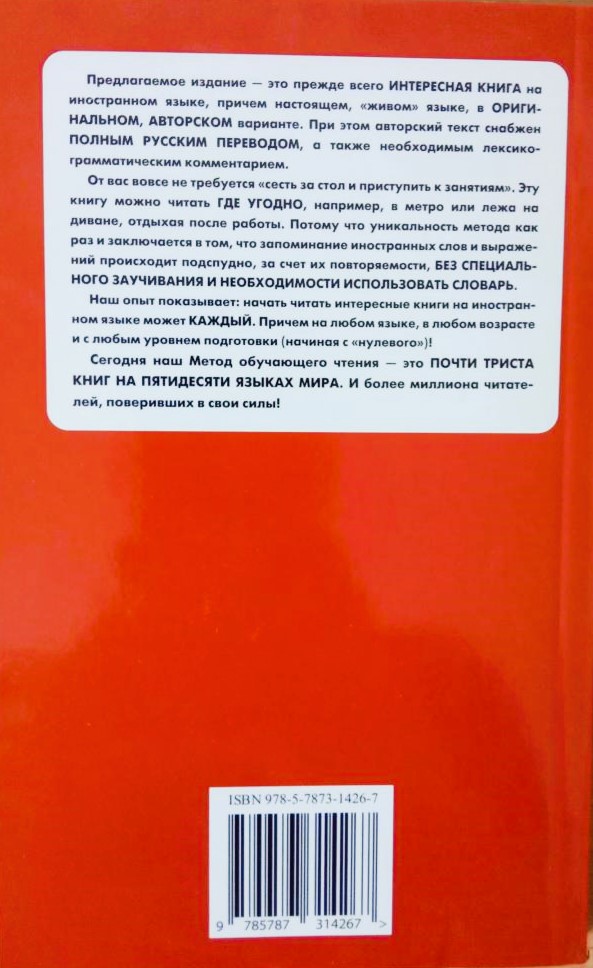 Предлагаемое издание — это прежде всего ИНТЕРЕСНАЯ КНИГА на
иностранном языке, причем настоящем, «живом» языке, в ОРИГИ-
НАЛЬНОМ, АВТОРСКОМ варианте. При этом авторский текст снабжен
ПОЛНЫМ РУССКИМ ПЕРЕВОДОМ, а также необходимым лексико-
грамматическим комментарием.
От вас вовсе не требуется «сесть за стол и приступить к занятиям». Эту
книгу можно читать ГДЕ УГОДНО, например, в метро или лежа на
диване, отдыхая после работы. Потому что уникальность метода как
раз и заключается в том, что запоминание иностранных слов и выраже-
ний происходит подспудно, за счет их повторяемости, БЕЗ СПЕЦИАЛЬ-
НОГО ЗАУЧИВАНИЯ И НЕОБХОДИМОСТИ ИСПОЛЬЗОВАТЬ СЛОВАРЬ.
Наш опыт показывает: начать читать интересные книги на иностран-
ном языке может КАЖДЫЙ. Причем на любом языке, в любом возрасте
и с любым уровнем подготовки (начиная с «нулевого»)!
Сегодня наш Метод обучающего чтения — это ПОЧТИ ТРИСТА
КНИГ НА ПЯТИДЕСЯТИ ЯЗЫКАХ МИРА. И более миллиона читате-
лей, поверивших в свои силы!
ISBN 978-5-7873-1426-7
9 785787 314267 >